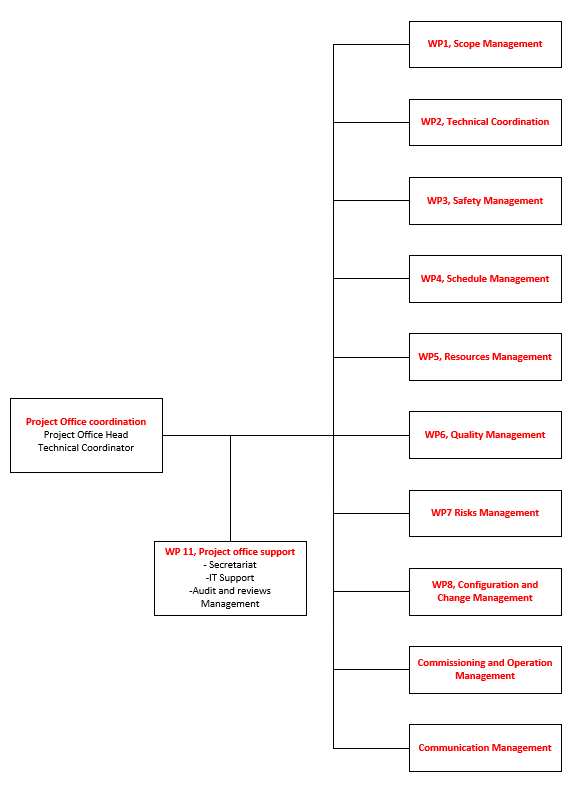 WP1, Scope Management
WP2, Technical Coordination
WP3, Safety Management
WP4, Schedule Management
WP5, Resources Management
Project Office coordination
Project Office Head
Technical Coordinator
WP6, Quality Management
WP7 Risks Management
WP 11, Project office support
- Secretariat
-IT Support
-Audit and reviews
Management
WP8, Configuration and
Change Management
Commissioning and Operation
Management
Communication Management